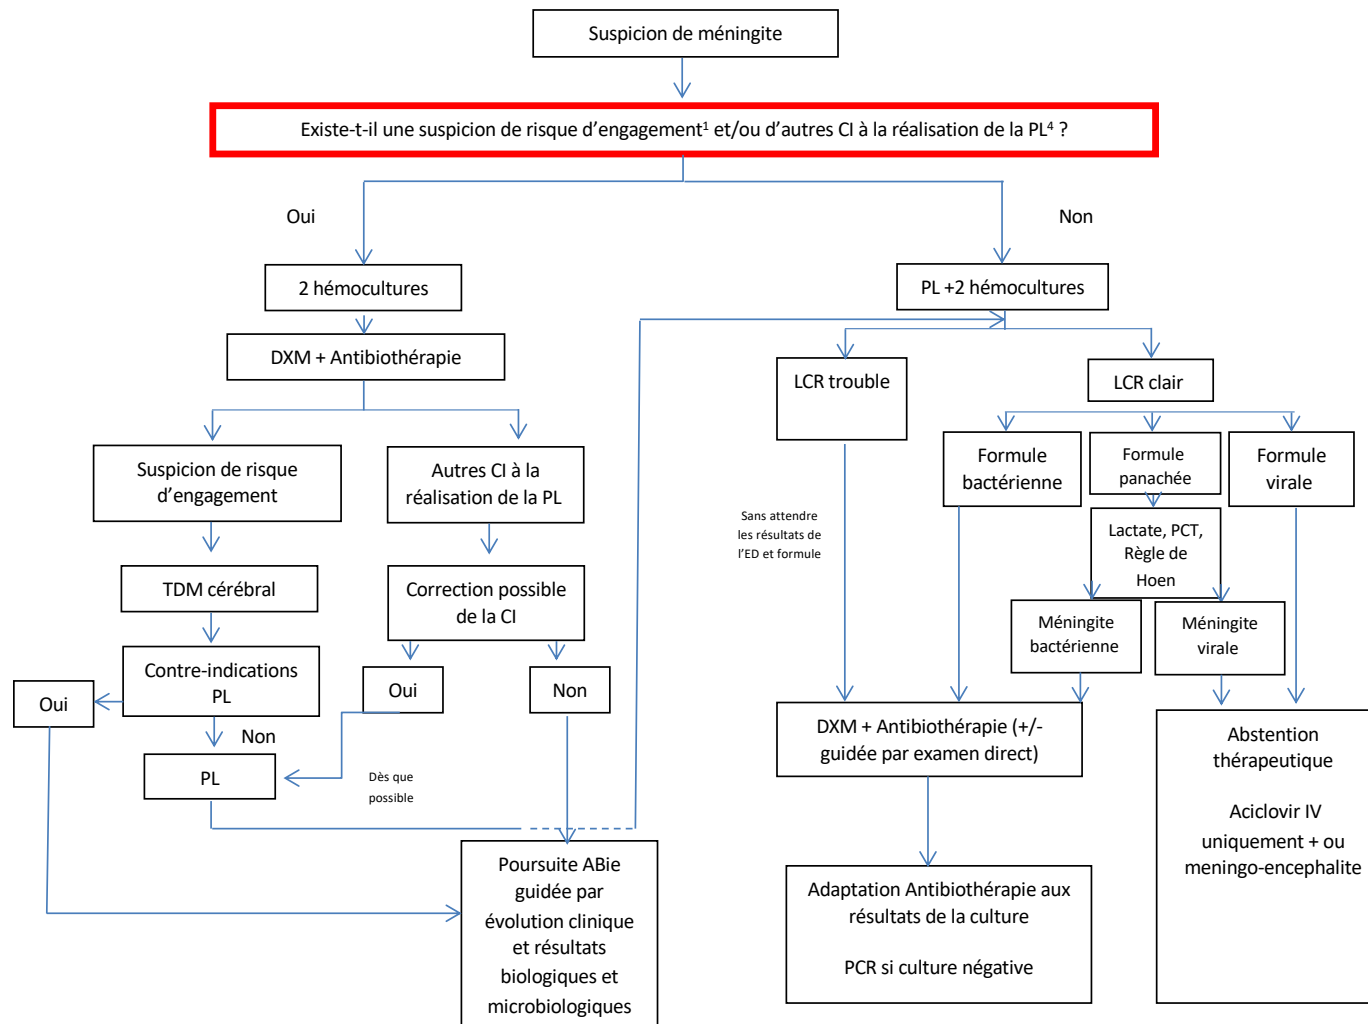 Suspicion de méningite
Existe-t-il une suspicion de risque d’engagement¹ et/ou d’autres CI à la réalisation de la PL⁴ ?
Oui
Non
2 hémocultures
PL +2 hémocultures
DXM + Antibiothérapie
LCR trouble
LCR clair
Suspicion de risque
d’engagement
Autres CI à la
réalisation de la PL
Formule
bactérienne
Formule
panachée
Formule
virale
Sans attendre
les résultats de
l’ED et formule
Lactate, PCT,
Règle de
Hoen
TDM cérébral
Correction possible
de la CI
Méningite
bactérienne
Méningite
virale
Contre-indications
PL
Oui
Oui
Non
Non
PL
Dès que
possible
DXM + Antibiothérapie (+/-
guidée par examen direct)
Abstention
thérapeutique
Aciclovir IV
uniquement + ou
meningo-encephalite
Poursuite ABie
guidée par
évolution clinique
et résultats
biologiques et
microbiologiques
Adaptation Antibiothérapie aux
résultats de la culture
PCR si culture négative